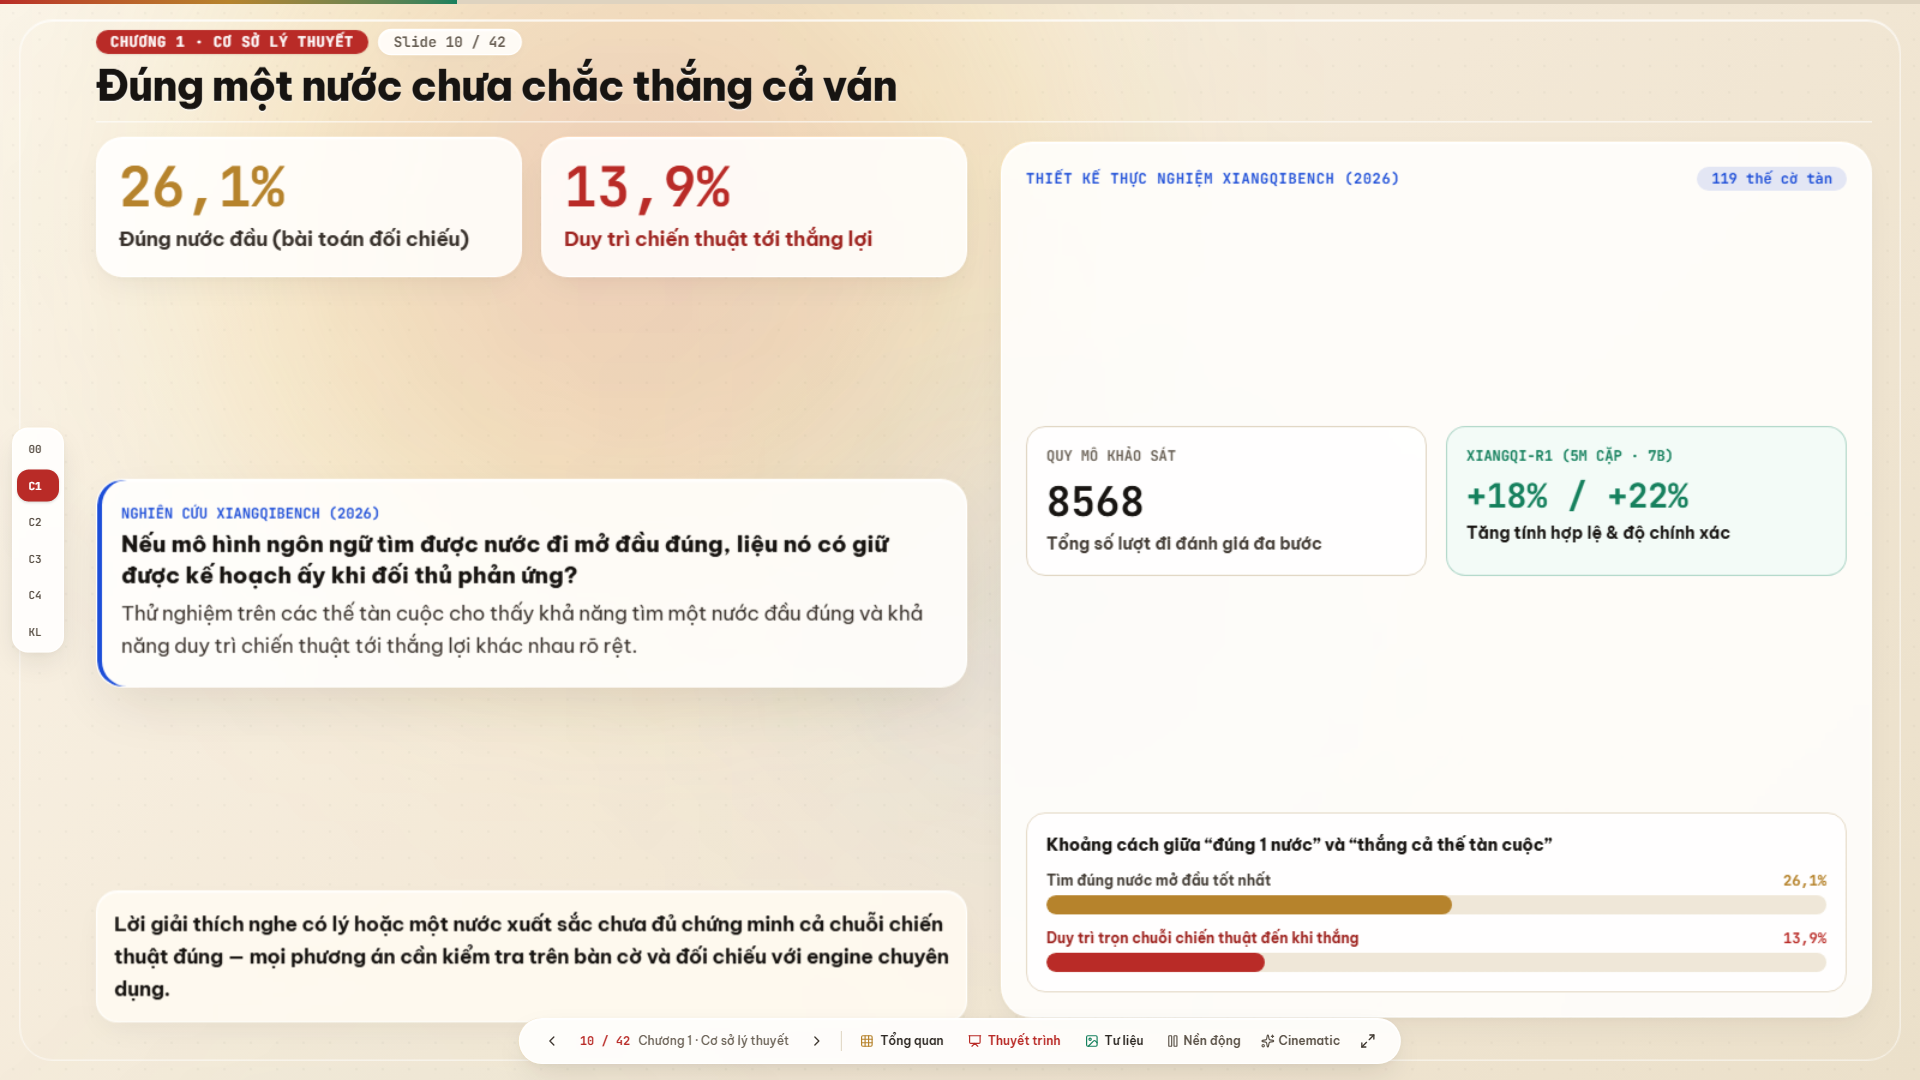 CHƯƠNG 1 · CƠ SỞ LÝ THUYẾT
Slide 10 / 42
Đúng một nước chưa chắc thắng cả ván
26,1%
Đúng nước đầu (bài toán đối chiếu)
13,9%
Duy trì chiến thuật tới thắng lợi
NGHIÊN CỨU XIANGQIBENCH (2026)
Nếu mô hình ngôn ngữ tìm được nước đi mở đầu đúng, liệu nó có giữ
được kế hoạch ấy khi đối thủ phản ứng?
Thử nghiệm trên các thế tàn cuộc cho thấy khả năng tìm một nước đầu đúng và khả
năng duy trì chiến thuật tới thắng lợi khác nhau rõ rệt.
Lời giải thích nghe có lý hoặc một nước xuất sắc chưa đủ chứng minh cả chuỗi chiến
thuật đúng — mọi phương án cần kiểm tra trên bàn cờ và đối chiếu với engine chuyên
dụng.
THIẾT KẾ THỰC NGHIỆM XIANGQIBENCH (2026)
119 thế cờ tàn
QUY MÔ KHẢO SÁT
8568
Tổng số lượt đi đánh giá đa bước
XIANGQI-R1 (5M CẶP · 7B)
+18% / +22%
Tăng tính hợp lệ & độ chính xác
Khoảng cách giữa “đúng 1 nước” và “thắng cả thế tàn cuộc”
Tìm đúng nước mở đầu tốt nhất
26,1%
Duy trì trọn chuỗi chiến thuật đến khi thắng
13,9%
00
C1
C2
C3
C4
KL
10 / 42 Chương 1 · Cơ sở lý thuyết
Tổng quan
Thuyết trình
Tư liệu
Nền động
Cinematic